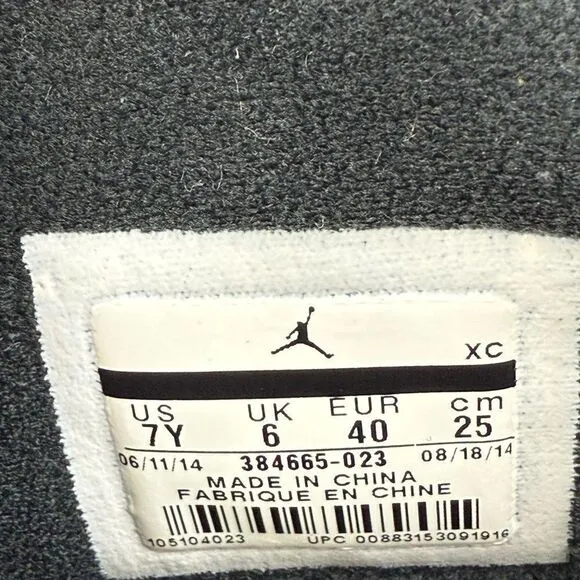 XC
US UK EUR cm
7Y 6 40 25
06/11/14 384665-023 08/18/14
MADE IN CHINA
FABRIQUE EN CHINE
105104023 UPC 00883153091916